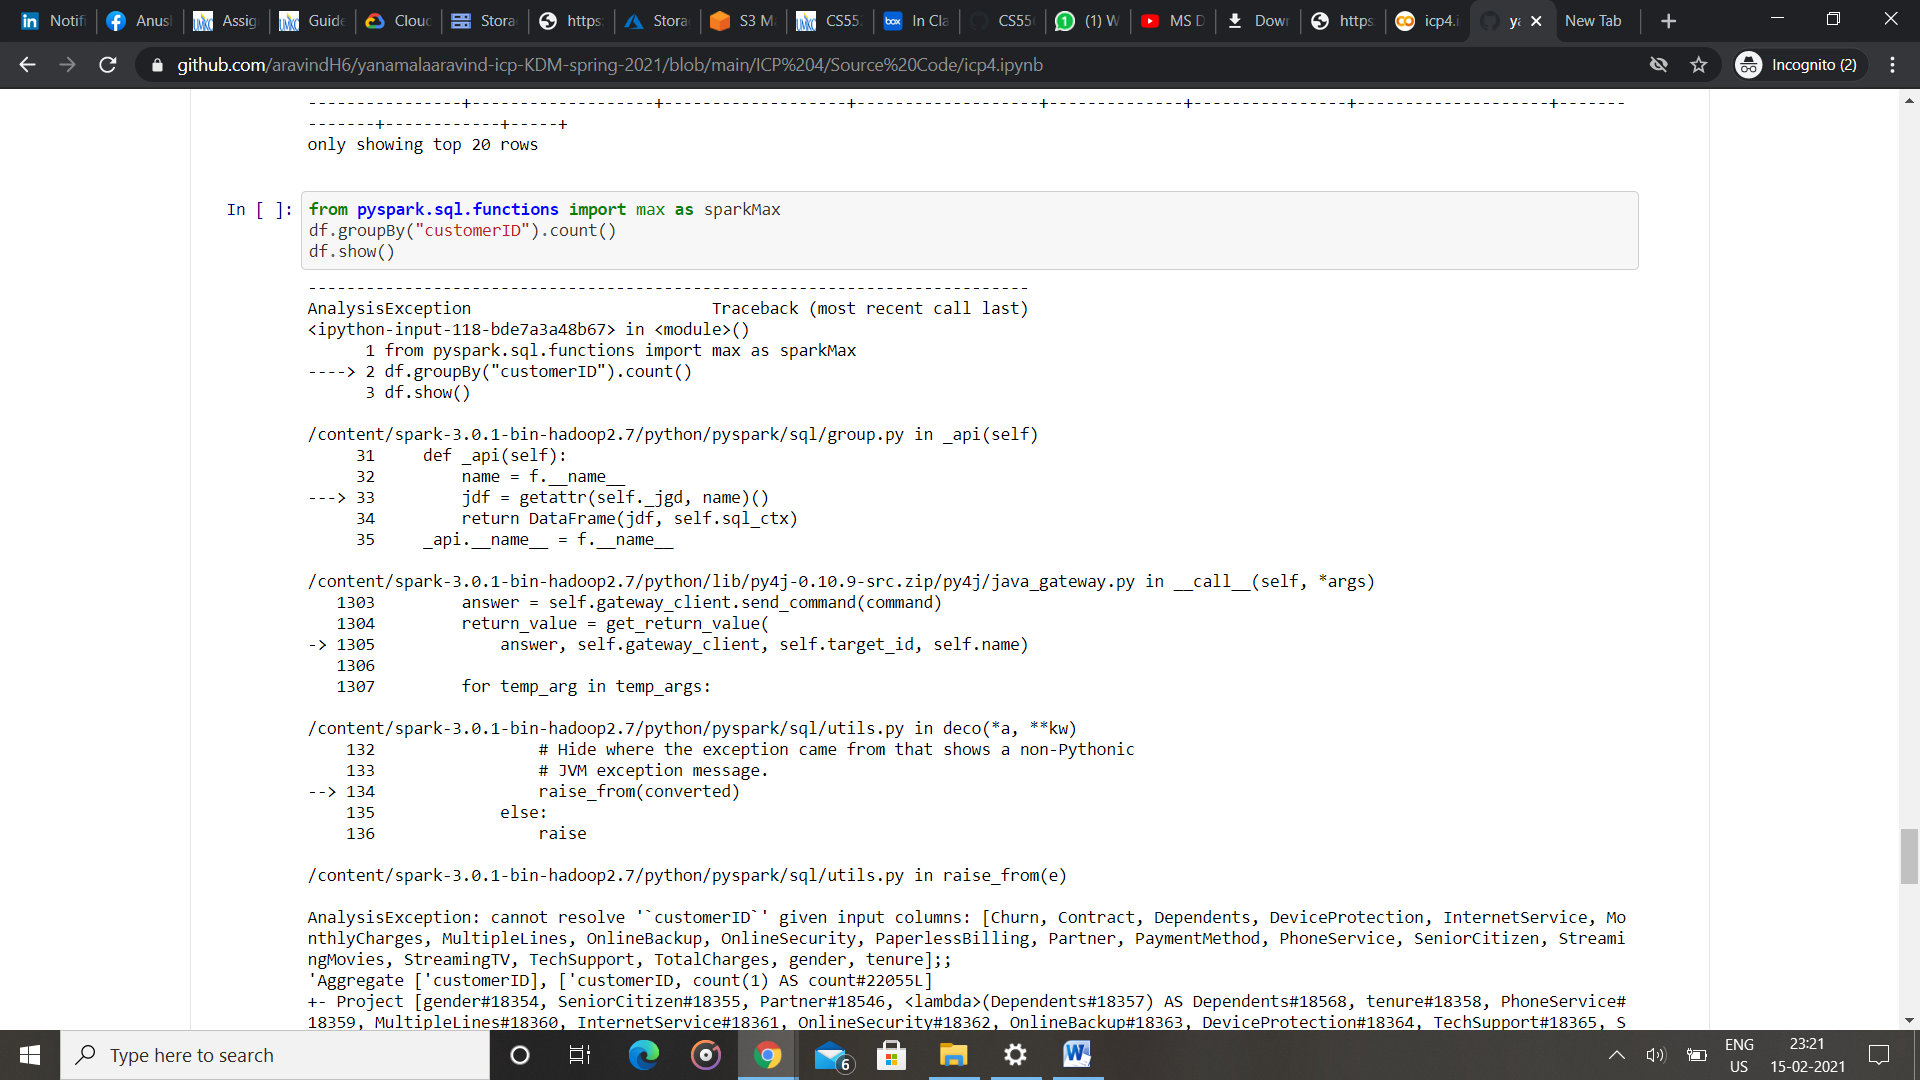 Notifi
Anush
Assig
Guide
Clouc
Stora
https:
Stora
S3 M
CS552
In Cla
CS55
(1) W
MS D
Dow
https
icp4.i
ya
New Tab
github.com/aravindH6/yanamalaaravind-icp-KDM-spring-2021/blob/main/ICP%204/Source%20Code/icp4.ipynb
Incognito (2)
----------------+-------------------+-------------------+-------------------+--------------+----------------+--------------------+-------
-------+------------+-----+
only showing top 20 rows
In [ ]:
from pyspark.sql.functions import max as sparkMax
df.groupBy("customerID").count()
df.show()
---------------------------------------------------------------------------
AnalysisException                         Traceback (most recent call last)
<ipython-input-118-bde7a3a48b67> in <module>()
      1 from pyspark.sql.functions import max as sparkMax
----> 2 df.groupBy("customerID").count()
      3 df.show()
/content/spark-3.0.1-bin-hadoop2.7/python/pyspark/sql/group.py in _api(self)
     31     def _api(self):
     32         name = f.__name__
---> 33         jdf = getattr(self._jgd, name)()
     34         return DataFrame(jdf, self.sql_ctx)
     35     _api.__name__ = f.__name__
/content/spark-3.0.1-bin-hadoop2.7/python/lib/py4j-0.10.9-src.zip/py4j/java_gateway.py in __call__(self, *args)
   1303         answer = self.gateway_client.send_command(command)
   1304         return_value = get_return_value(
-> 1305             answer, self.gateway_client, self.target_id, self.name)
   1306
   1307         for temp_arg in temp_args:
/content/spark-3.0.1-bin-hadoop2.7/python/pyspark/sql/utils.py in deco(*a, **kw)
    132                 # Hide where the exception came from that shows a non-Pythonic
    133                 # JVM exception message.
--> 134                 raise_from(converted)
    135             else:
    136                 raise
/content/spark-3.0.1-bin-hadoop2.7/python/pyspark/sql/utils.py in raise_from(e)
AnalysisException: cannot resolve '`customerID`' given input columns: [Churn, Contract, Dependents, DeviceProtection, InternetService, Mo
nthlyCharges, MultipleLines, OnlineBackup, OnlineSecurity, PaperlessBilling, Partner, PaymentMethod, PhoneService, SeniorCitizen, Streami
ngMovies, StreamingTV, TechSupport, TotalCharges, gender, tenure];;
'Aggregate ['customerID], ['customerID, count(1) AS count#22055L]
+- Project [gender#18354, SeniorCitizen#18355, Partner#18546, <lambda>(Dependents#18357) AS Dependents#18568, tenure#18358, PhoneService#
18359, MultipleLines#18360, InternetService#18361, OnlineSecurity#18362, OnlineBackup#18363, DeviceProtection#18364, TechSupport#18365, S
Type here to search
6
ENG
US
23:21
15-02-2021